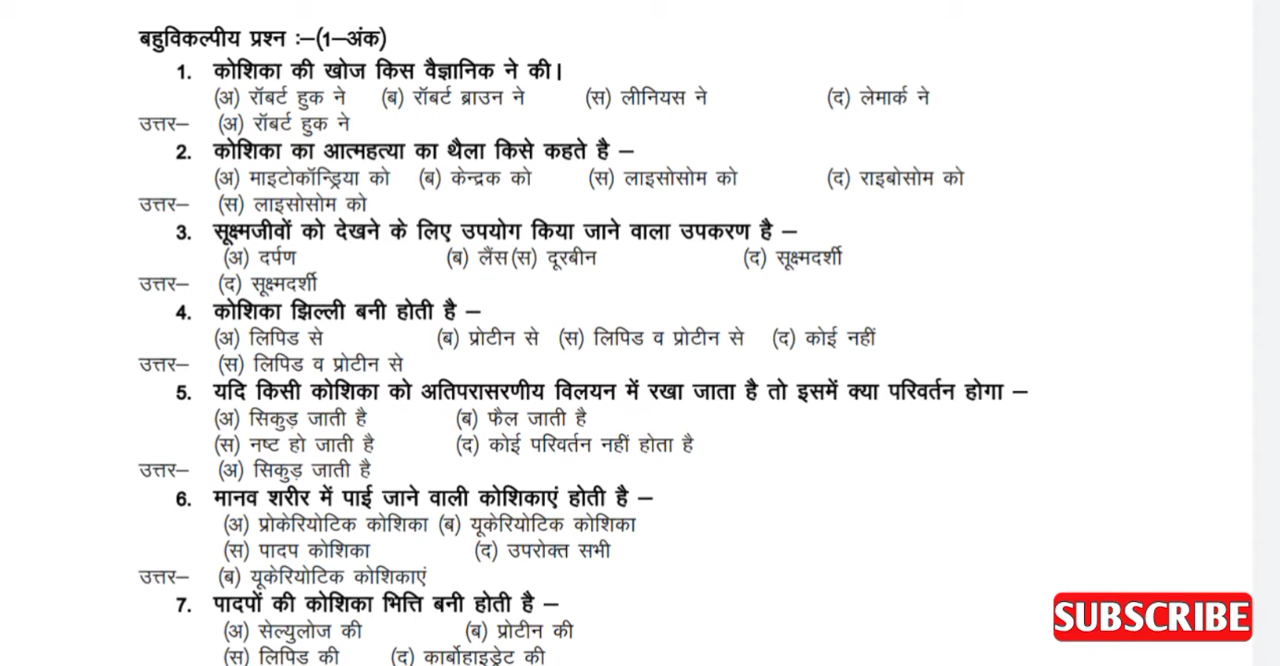 बहुविकल्पीय प्रश्न :–(1–अंक)
1. कोशिका की खोज किस वैज्ञानिक ने की।
(अ) रॉबर्ट हुक ने (ब) रॉबर्ट ब्राउन ने (स) लीनियस ने (द) लेमार्क ने
उत्तर– (अ) रॉबर्ट हुक ने
2. कोशिका का आत्महत्या का थैला किसे कहते है –
(अ) माइटोकॉन्ड्रिया को (ब) केन्द्रक को (स) लाइसोसोम को (द) राइबोसोम को
उत्तर– (स) लाइसोसोम को
3. सूक्ष्मजीवों को देखने के लिए उपयोग किया जाने वाला उपकरण है –
(अ) दर्पण (ब) लैंस (स) दूरबीन (द) सूक्ष्मदर्शी
उत्तर– (द) सूक्ष्मदर्शी
4. कोशिका झिल्ली बनी होती है –
(अ) लिपिड से (ब) प्रोटीन से (स) लिपिड व प्रोटीन से (द) कोई नहीं
उत्तर– (स) लिपिड व प्रोटीन से
5. यदि किसी कोशिका को अतिपरासरणीय विलयन में रखा जाता है तो इसमें क्या परिवर्तन होगा –
(अ) सिकुड़ जाती है (ब) फैल जाती है
(स) नष्ट हो जाती है (द) कोई परिवर्तन नहीं होता है
उत्तर– (अ) सिकुड़ जाती है
6. मानव शरीर में पाई जाने वाली कोशिकाएं होती है –
(अ) प्रोकेरियोटिक कोशिका (ब) यूकेरियोटिक कोशिका
(स) पादप कोशिका (द) उपरोक्त सभी
उत्तर– (ब) यूकेरियोटिक कोशिकाएं
7. पादपों की कोशिका भित्ति बनी होती है –
(अ) सेल्युलोज की (ब) प्रोटीन की
(स) लिपिड की (द) कार्बोहाइड्रेट की
SUBSCRIBE